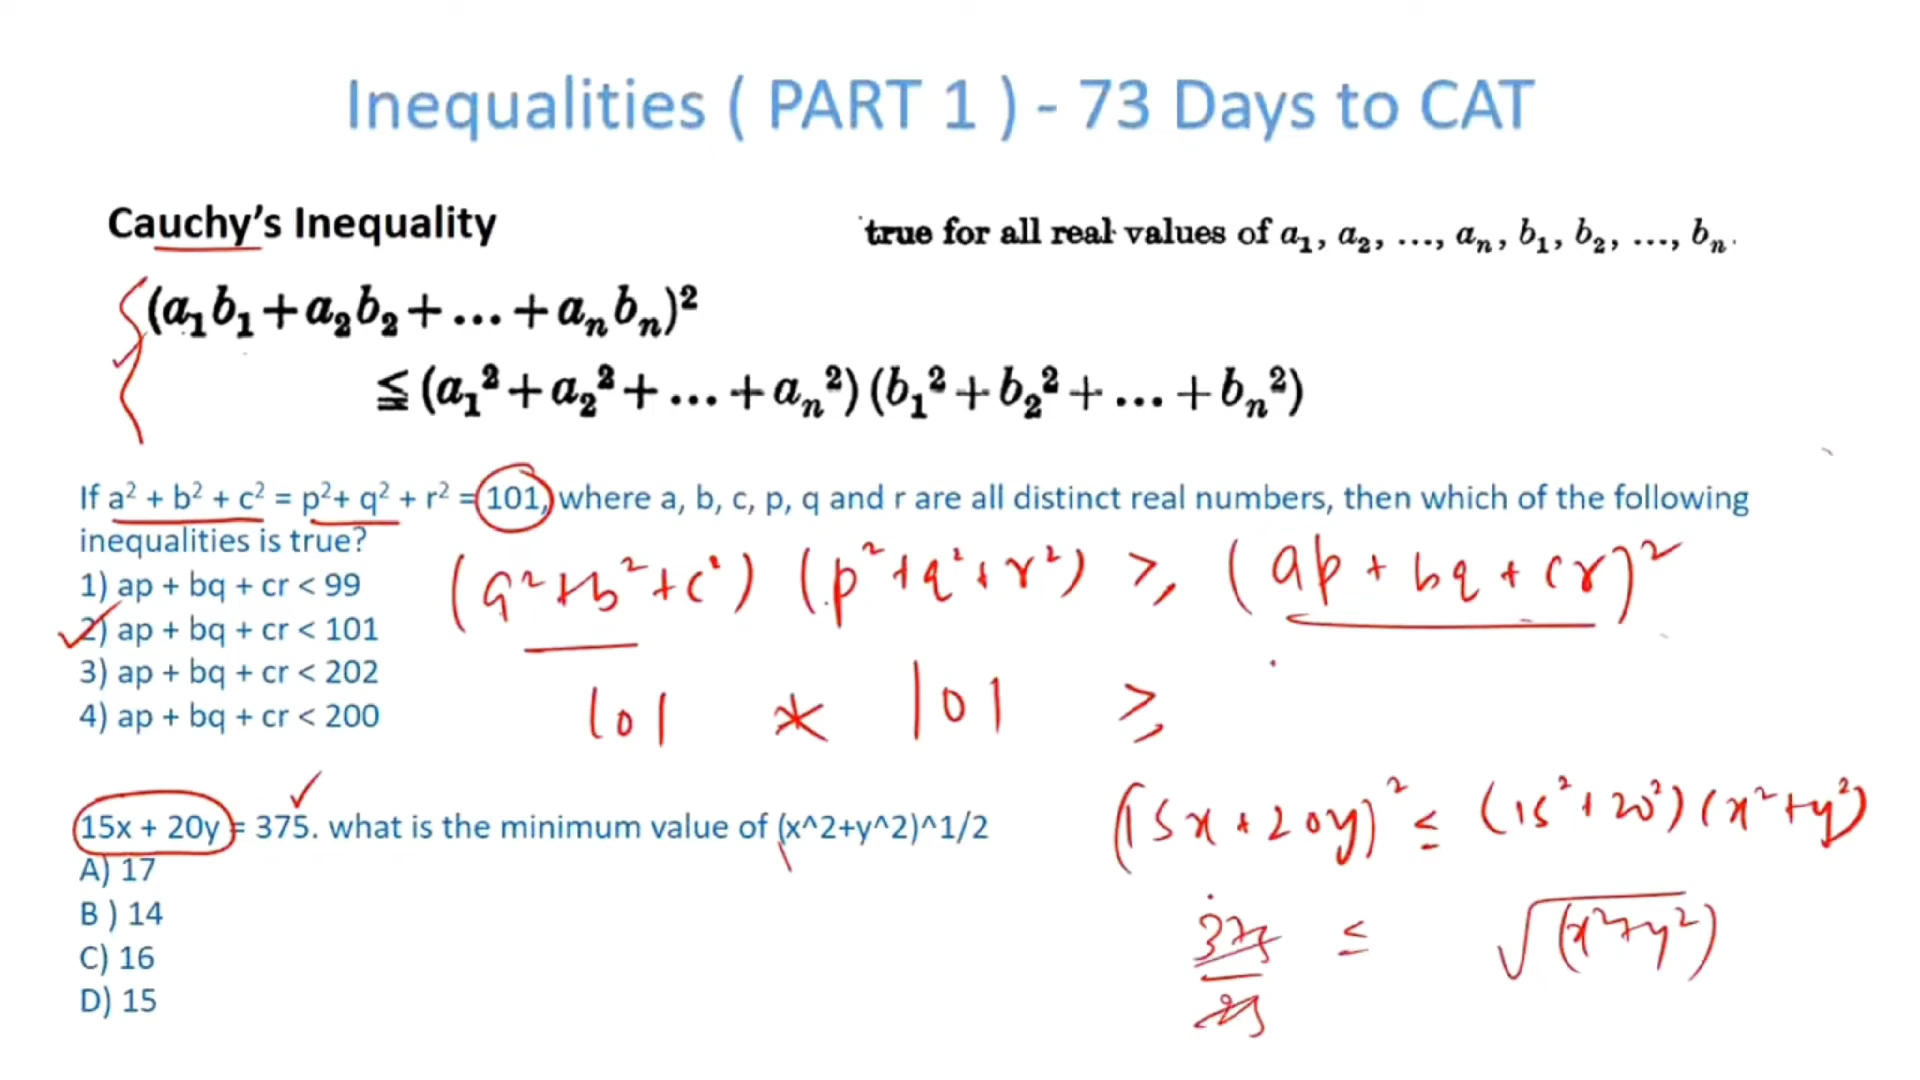 Inequalities ( PART 1 ) - 73 Days to CAT
Cauchy's Inequality
true for all real values of a₁, a₂, ..., aₙ, b₁, b₂, ..., bₙ.
(a₁b₁+a₂b₂+...+aₙbₙ)²
≦(a₁²+a₂²+...+aₙ²)(b₁²+b₂²+...+bₙ²)
If a² + b² + c² = p²+ q² + r² = 101, where a, b, c, p, q and r are all distinct real numbers, then which of the following
inequalities is true?
(a²+b²+c²) (p²+q²+r²) ≥ (ap + bq + cr)²
1) ap + bq + cr < 99
2) ap + bq + cr < 101
3) ap + bq + cr < 202
4) ap + bq + cr < 200
101 * 101 ≥
15x + 20y = 375. what is the minimum value of (x^2+y^2)^1/2
(15x + 20y)² ≤ (15²+20²)(x²+y²)
A) 17
B ) 14
C) 16
D) 15
375/25 ≤ √(x²+y²)